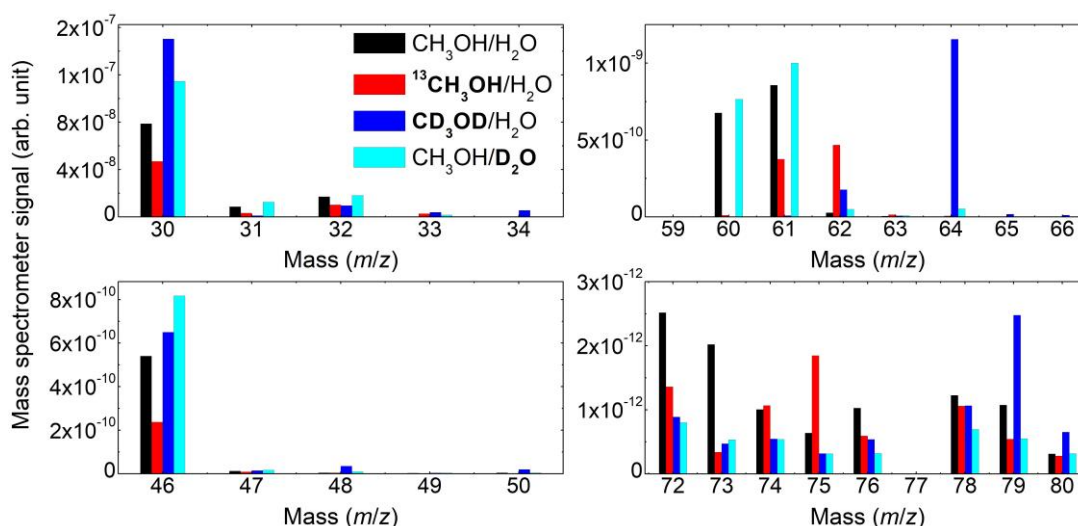 Mass spectrometer signal (arb. unit)
2x10⁻⁷
1x10⁻⁷
8x10⁻⁸
4x10⁻⁸
0
CH₃OH/H₂O
¹³CH₃OH/H₂O
CD₃OD/H₂O
CH₃OH/D₂O
30 31 32 33 34
Mass (m/z)
1x10⁻⁹
5x10⁻¹⁰
0
59 60 61 62 63 64 65 66
Mass (m/z)
8x10⁻¹⁰
6x10⁻¹⁰
4x10⁻¹⁰
2x10⁻¹⁰
0
46 47 48 49 50
Mass (m/z)
3x10⁻¹²
2x10⁻¹²
1x10⁻¹²
0
72 73 74 75 76 77 78 79 80
Mass (m/z)